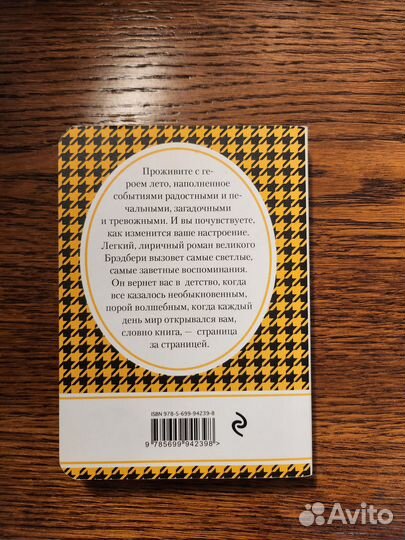 Проживите с ге-
роем лето, наполненное
событиями радостными и пе-
чальными, загадочными
и тревожными. И вы почувствуете,
как изменится ваше настроение.
Легкий, лиричный роман великого
Брэдбери вызовет самые светлые,
самые заветные воспоминания.
Он вернет вас в детство, когда
все казалось необыкновенным,
порой волшебным, когда каждый
день мир открывался вам,
словно книга, — страница
за страницей.
ISBN 978-5-699-94239-8
9 785699 942398>
Avito